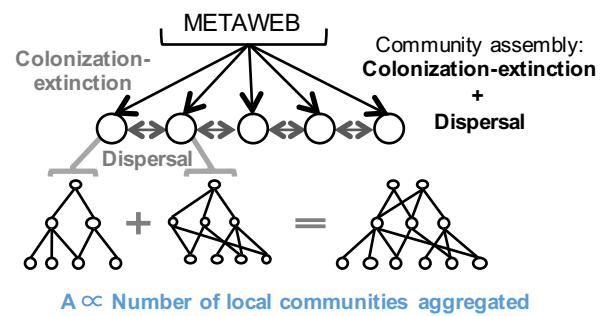 METAWEB
Colonization-
extinction
Community assembly:
Colonization-extinction
+
Dispersal
Dispersal
+
=
A ∝ Number of local communities aggregated